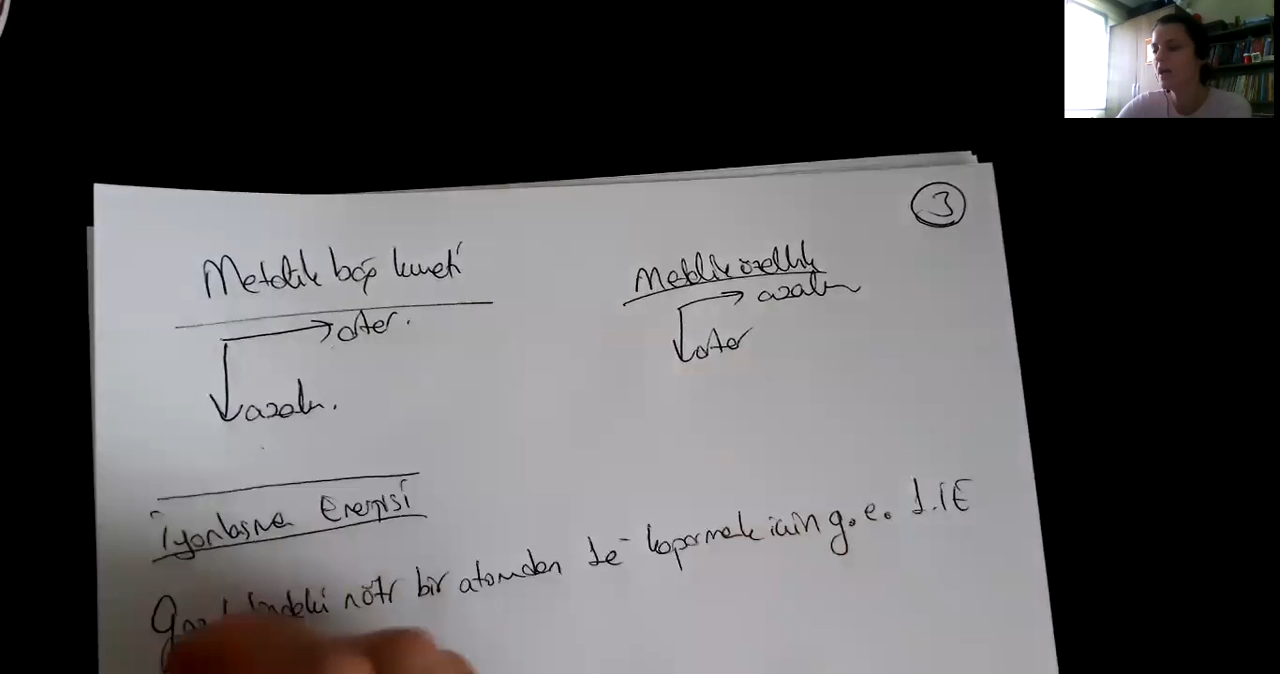 3
Metalik bağ kuvveti
artar.
azalır.
Metalik özellik
azalır
artar
İyonlaşma Enerjisi
nötr bir atomdan 1e⁻ koparmak için g.e. 1.İE